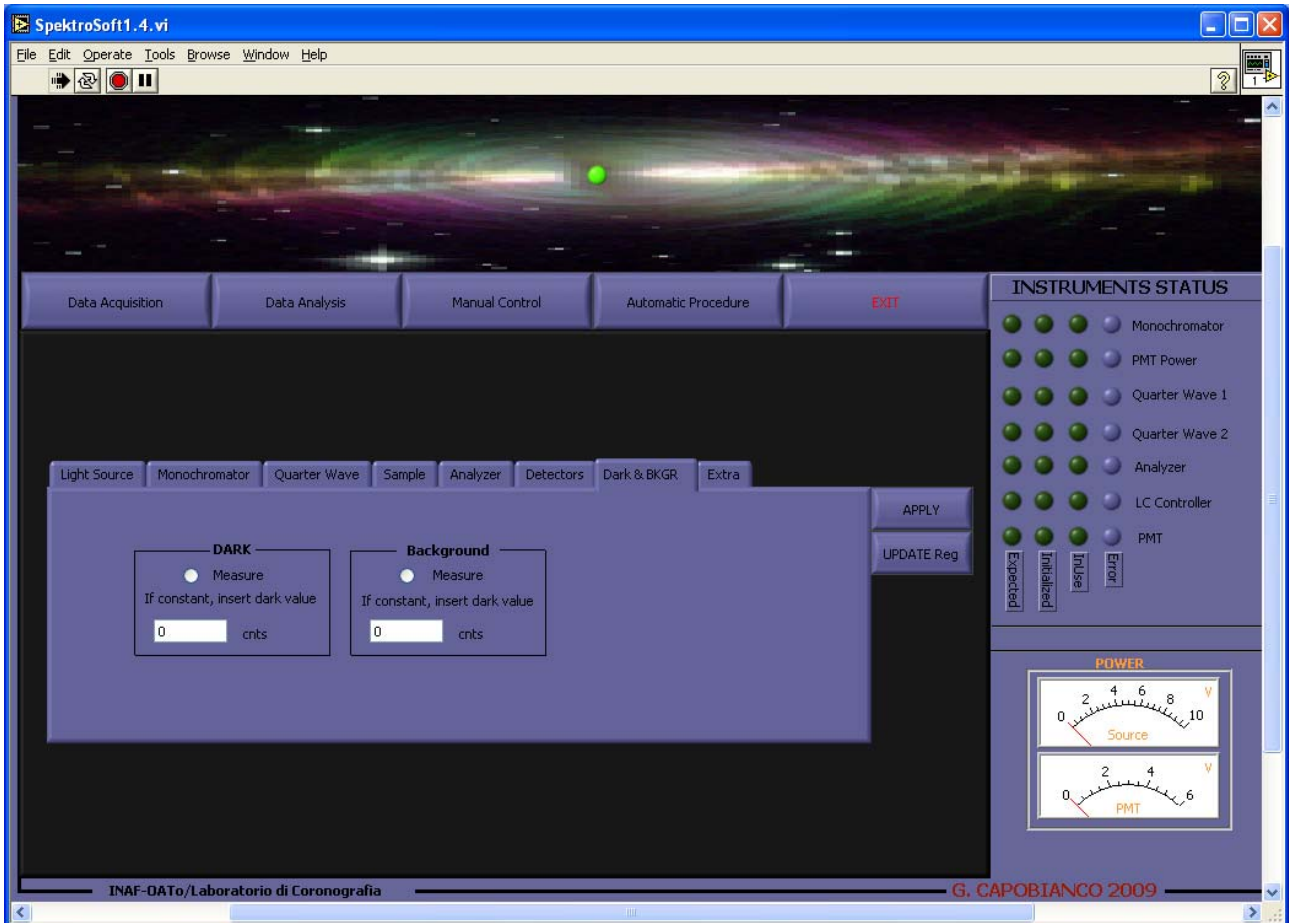 SpektroSoft1.4.vi
File Edit Operate Tools Browse Window Help
? 1
Data Acquisition Data Analysis Manual Control Automatic Procedure EXIT
INSTRUMENTS STATUS
Monochromator
PMT Power
Quarter Wave 1
Quarter Wave 2
Analyzer
LC Controller
PMT
Expected Initialized InUse Error
Light Source Monochromator Quarter Wave Sample Analyzer Detectors Dark & BKGR Extra
APPLY
UPDATE Reg
DARK
Measure
If constant, insert dark value
0 cnts
Background
Measure
If constant, insert dark value
0 cnts
POWER
0 2 4 6 8 10 V
Source
0 2 4 6 V
PMT
INAF-OATo/Laboratorio di Coronografia
G. CAPOBIANCO 2009